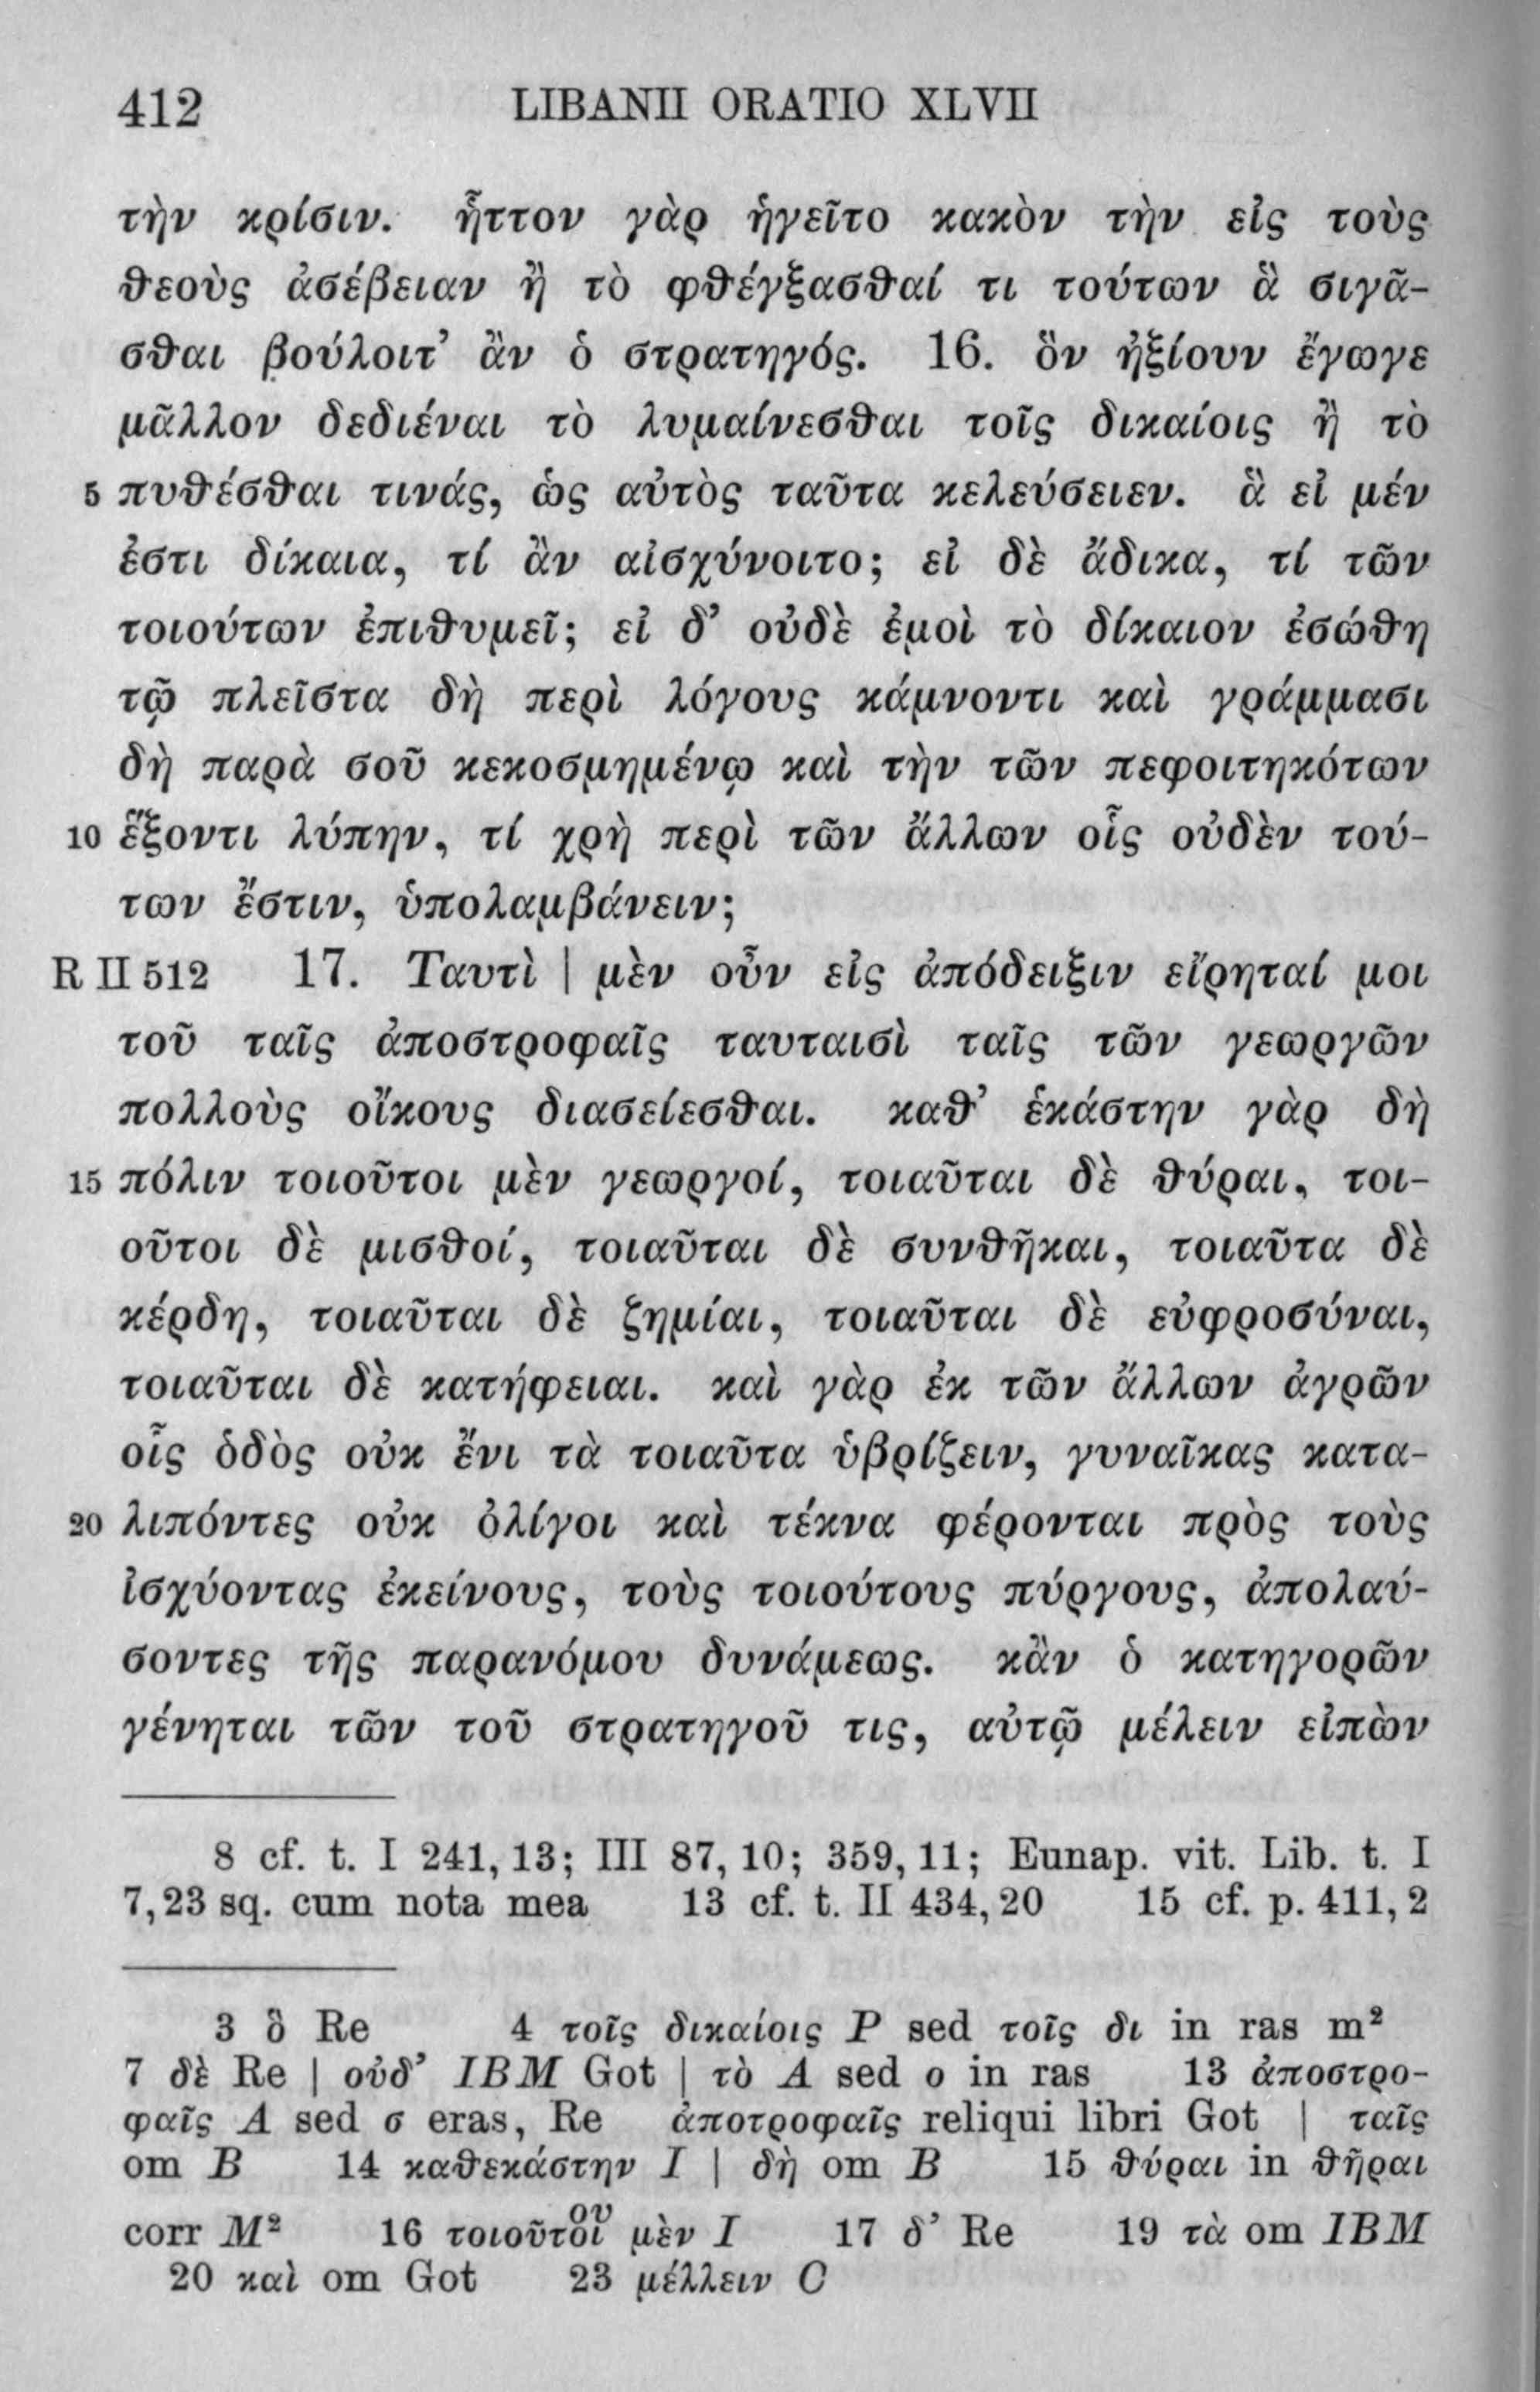 412 LIBANII ORATIO XLVII
τὴν κρίσιν. ἧττον γὰρ ἡγεῖτο κακὸν τὴν εἰς τοὺς
θεοὺς ἀσέβειαν ἢ τὸ φθέγξασθαί τι τούτων ἃ σιγᾶ-
σθαι βούλοιτ’ ἂν ὁ στρατηγός. 16. ὃν ἠξίουν ἔγωγε
μᾶλλον δεδιέναι τὸ λυμαίνεσθαι τοῖς δικαίοις ἢ τὸ
5 πυθέσθαι τινάς, ὡς αὐτὸς ταῦτα κελεύσειεν. ἃ εἰ μέν
ἐστι δίκαια, τί ἂν αἰσχύνοιτο; εἰ δὲ ἄδικα, τί τῶν
τοιούτων ἐπιθυμεῖ; εἰ δ’ οὐδὲ ἐμοὶ τὸ δίκαιον ἐσώθη
τῷ πλεῖστα δὴ περὶ λόγους κάμνοντι καὶ γράμμασι
δὴ παρὰ σοῦ κεκοσμημένῳ καὶ τὴν τῶν πεφοιτηκότων
10 ἕξοντι λύπην, τί χρὴ περὶ τῶν ἄλλων οἷς οὐδὲν τού-
των ἔστιν, ὑπολαμβάνειν;
R II 512 17. Ταυτὶ | μὲν οὖν εἰς ἀπόδειξιν εἴρηταί μοι
τοῦ ταῖς ἀποστροφαῖς ταυταισὶ ταῖς τῶν γεωργῶν
πολλοὺς οἴκους διασείεσθαι. καθ’ ἑκάστην γὰρ δὴ
15 πόλιν τοιοῦτοι μὲν γεωργοί, τοιαῦται δὲ θύραι, τοι-
οῦτοι δὲ μισθοί, τοιαῦται δὲ συνθῆκαι, τοιαῦτα δὲ
κέρδη, τοιαῦται δὲ ζημίαι, τοιαῦται δὲ εὐφροσύναι,
τοιαῦται δὲ κατήφειαι. καὶ γὰρ ἐκ τῶν ἄλλων ἀγρῶν
οἷς ὁδὸς οὐκ ἔνι τὰ τοιαῦτα ὑβρίζειν, γυναῖκας κατα-
20 λιπόντες οὐκ ὀλίγοι καὶ τέκνα φέρονται πρὸς τοὺς
ἰσχύοντας ἐκείνους, τοὺς τοιούτους πύργους, ἀπολαύ-
σοντες τῆς παρανόμου δυνάμεως. κἂν ὁ κατηγορῶν
γένηται τῶν τοῦ στρατηγοῦ τις, αὐτῷ μέλειν εἰπὼν
8 cf. t. I 241, 13; III 87, 10; 359, 11; Eunap. vit. Lib. t. I
7, 23 sq. cum nota mea 13 cf. t. II 434, 20 15 cf. p. 411, 2
3 ὃ Re 4 τοῖς δικαίοις P sed τοῖς δι in ras m²
7 δὲ Re | οὐδ’ IBM Got | τὸ A sed ο in ras 13 ἀποστρο-
φαῖς A sed σ eras, Re ἀποτροφαῖς reliqui libri Got | ταῖς
om B 14 καθεκάστην I | δὴ om B 15 θύραι in θῆραι
corr M² 16 τοιοῦτοι ου μὲν I 17 δ’ Re 19 τὰ om IBM
20 καὶ om Got 23 μέλλειν C